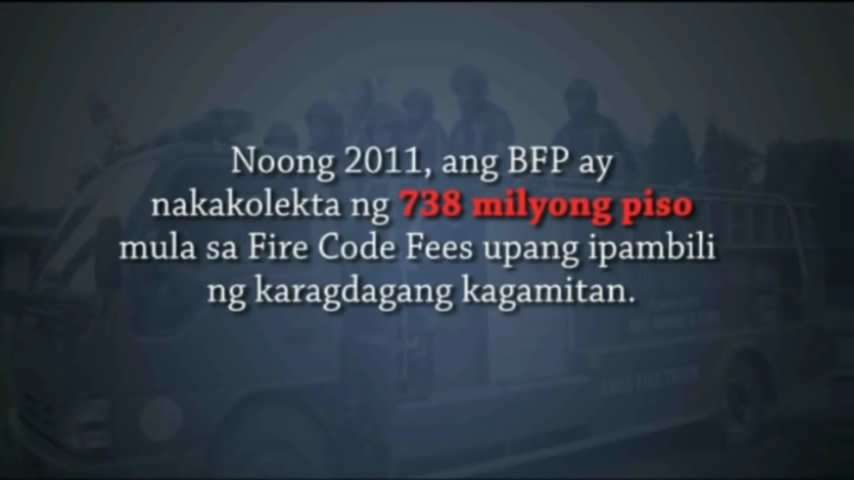 Noong 2011, ang BFP ay
nakakolekta ng 738 milyong piso
mula sa Fire Code Fees upang ipambili
ng karagdagang kagamitan.